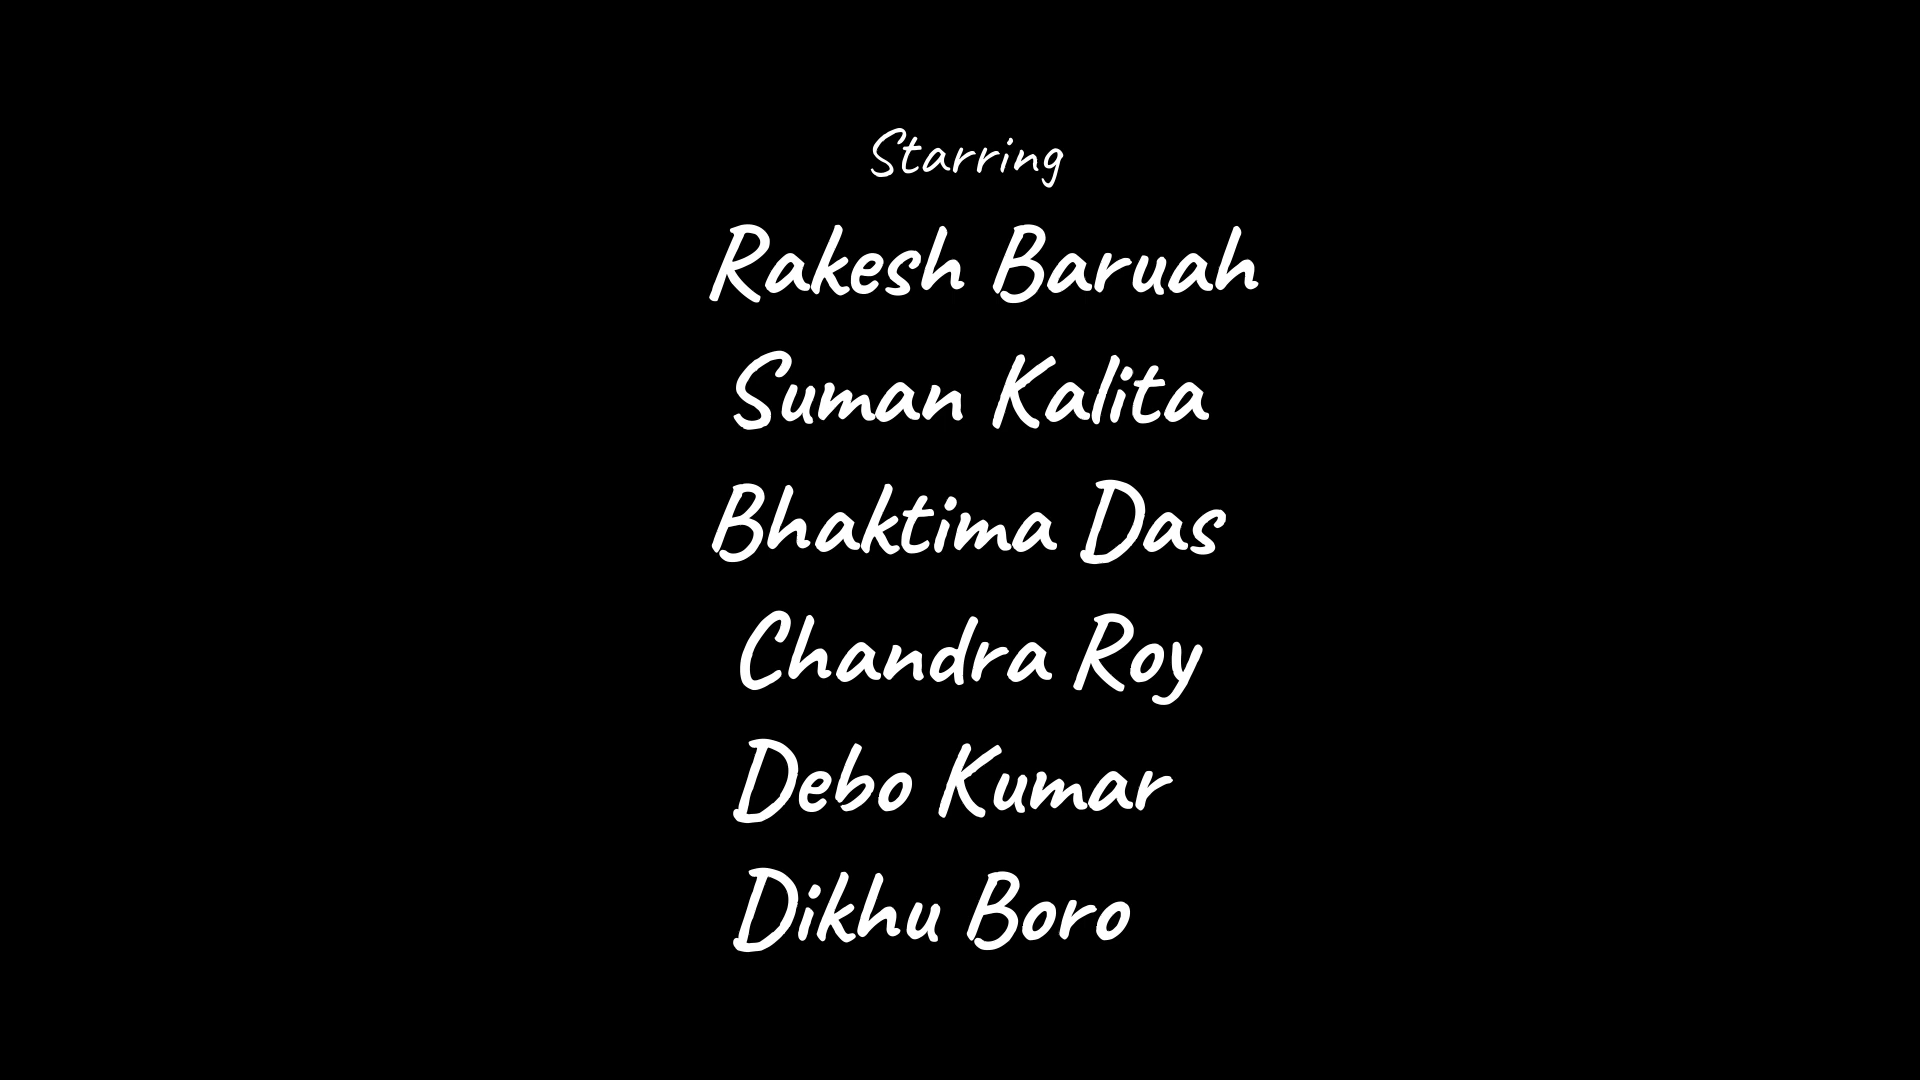 Starring
Rakesh Baruah
Suman Kalita
Bhaktima Das
Chandra Roy
Debo Kumar
Dikhu Boro